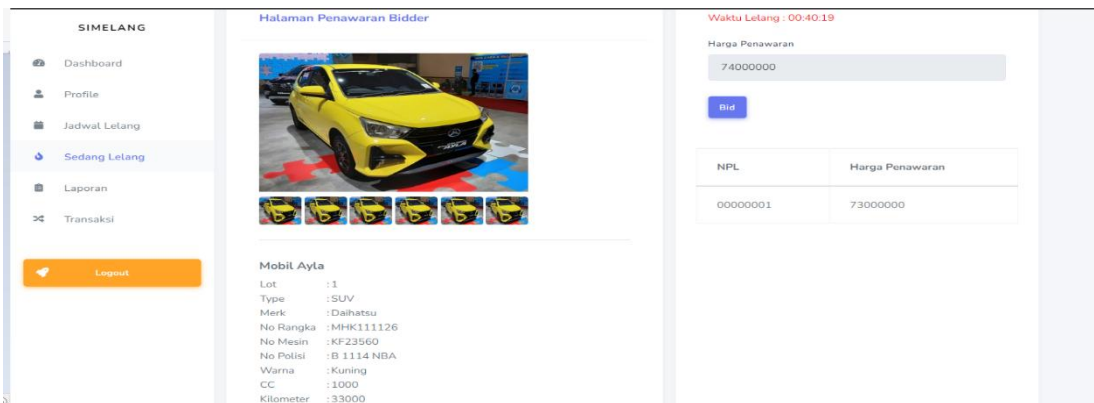 SIMELANG
Dashboard
Profile
Jadwal Lelang
Sedang Lelang
Laporan
Transaksi
Logout
Halaman Penawaran Bidder
Mobil Ayla
Lot : 1
Type : SUV
Merk : Daihatsu
No Rangka : MHK111126
No Mesin : KF23560
No Polisi : B 1114 NBA
Warna : Kuning
CC : 1000
Kilometer : 33000
Waktu Lelang : 00:40:19
Harga Penawaran
74000000
Bid
NPL Harga Penawaran
00000001 73000000